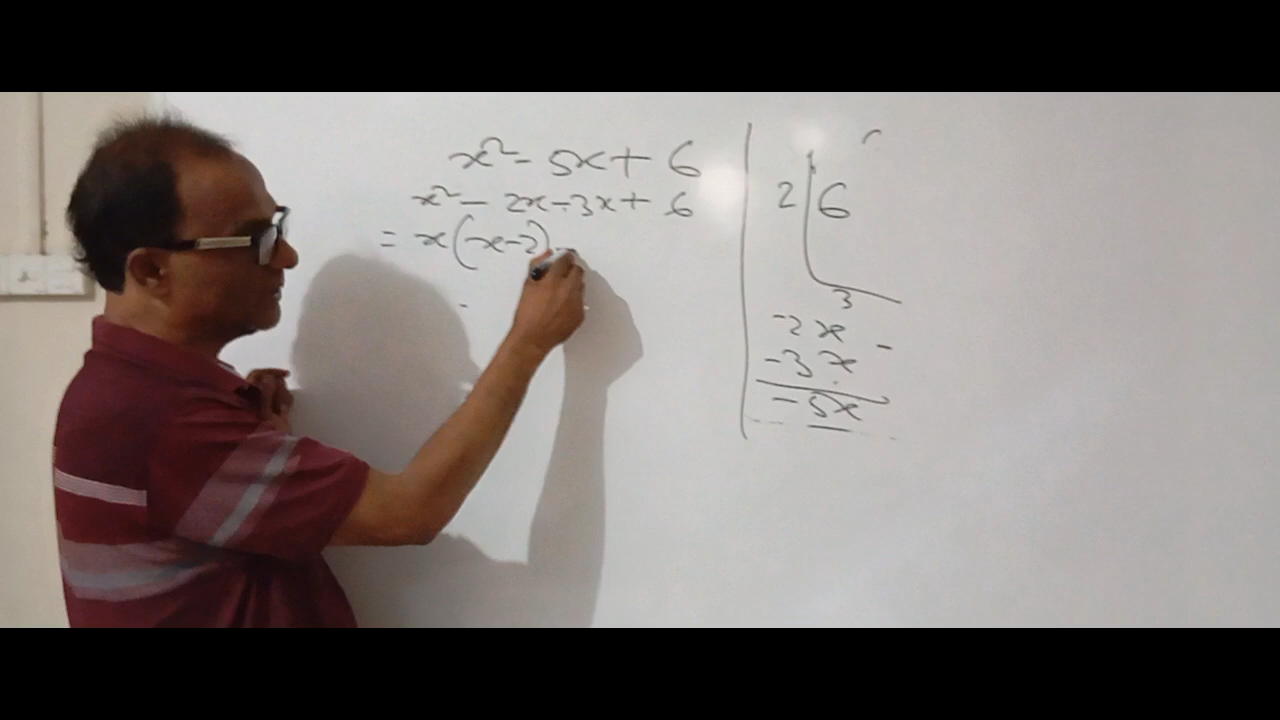 x² - 5x + 6
x² - 2x - 3x + 6
= x(x-2) -
2 6
3
-2x
-3x
-5x